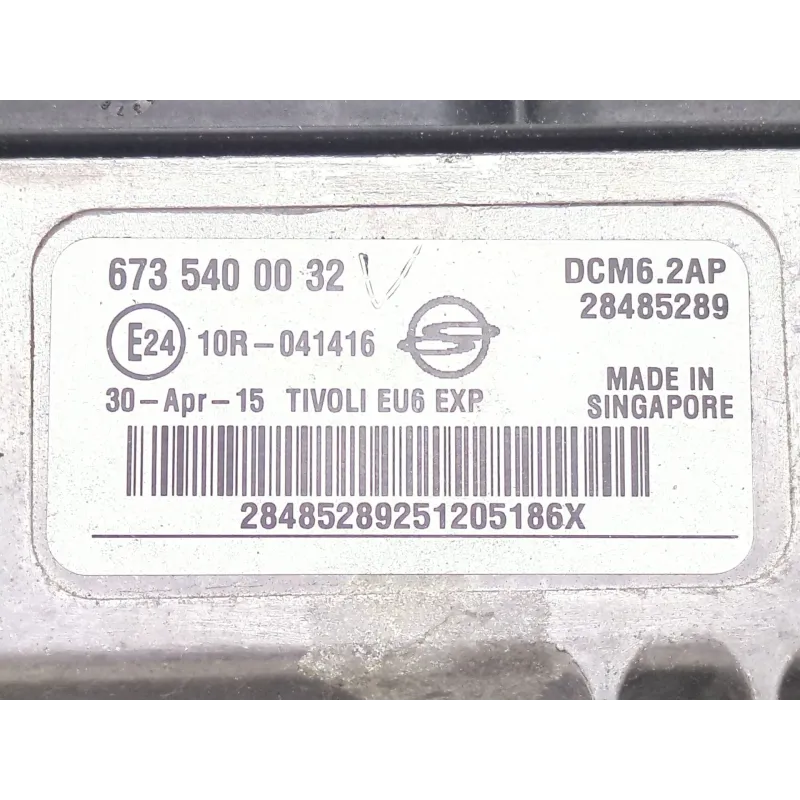 673 540 00 32
DCM6.2AP
28485289
E24 10R-041416
30-Apr-15 TIVOLI EU6 EXP
MADE IN
SINGAPORE
28485289251205186X